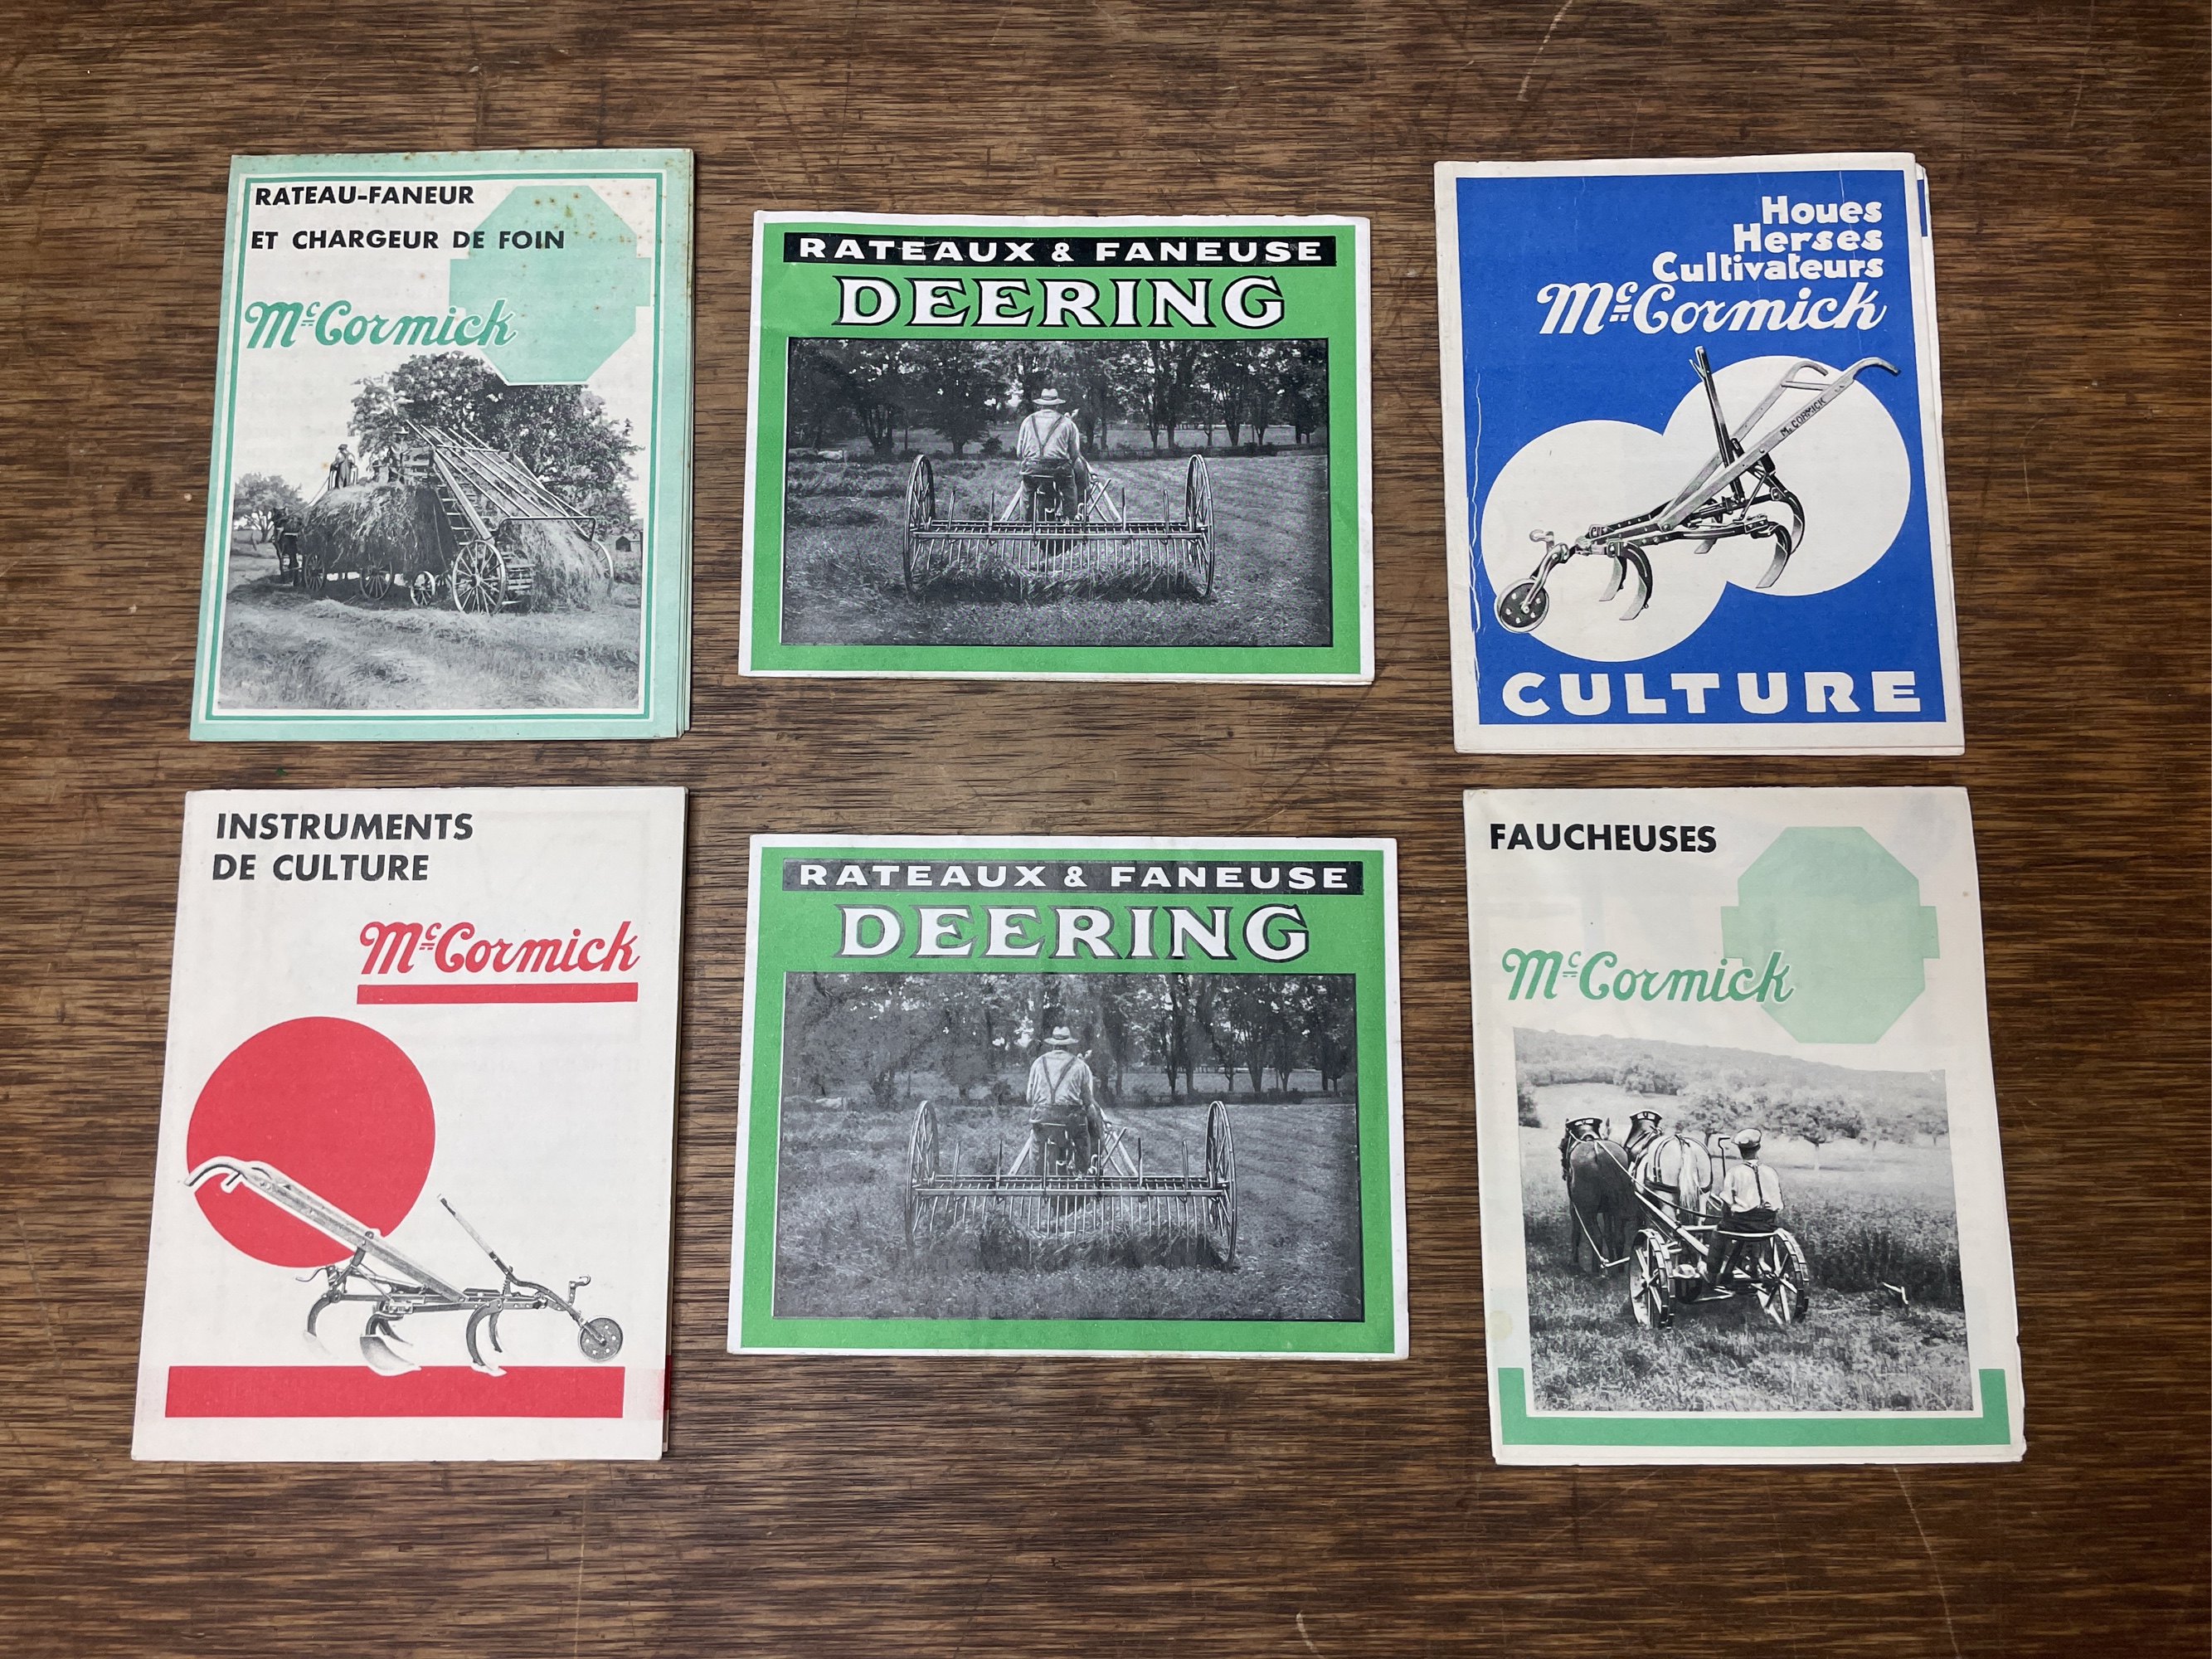 RATEAU-FANEUR
ET CHARGEUR DE FOIN
McCormick
RATEAUX & FANEUSE
DEERING
Houes
Herses
Cultivateurs
McCormick
McCORMICK
CULTURE
INSTRUMENTS
DE CULTURE
McCormick
RATEAUX & FANEUSE
DEERING
FAUCHEUSES
McCormick